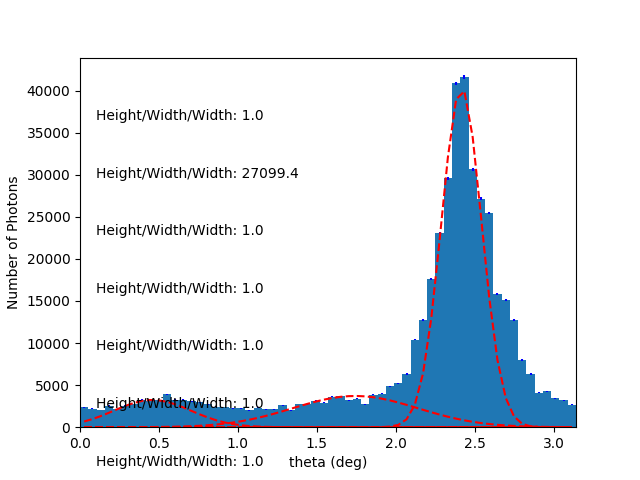 Height/Width/Width: 1.0
Height/Width/Width: 27099.4
Height/Width/Width: 1.0
Height/Width/Width: 1.0
Height/Width/Width: 1.0
Height/Width/Width: 1.0
Height/Width/Width: 1.0
Number of Photons
40000
35000
30000
25000
20000
15000
10000
5000
0
0.0 0.5 1.0 1.5 2.0 2.5 3.0
theta (deg)